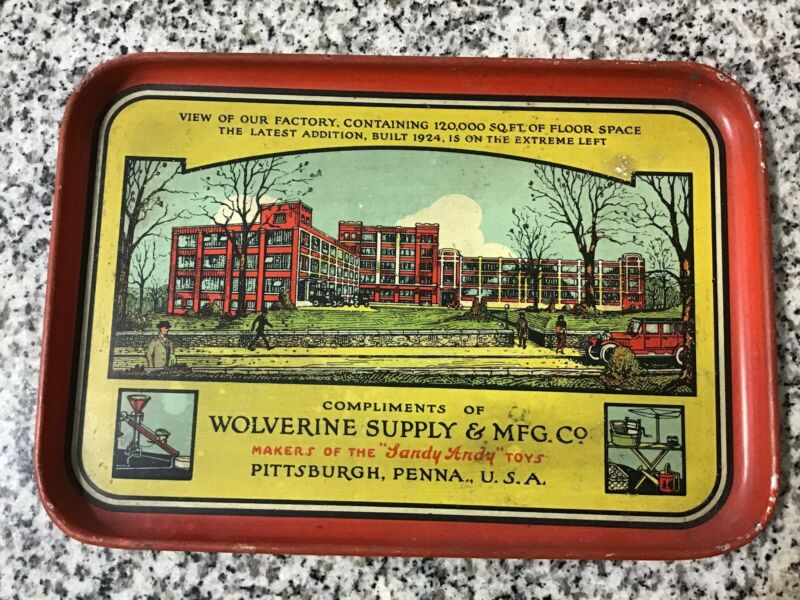 VIEW OF OUR FACTORY, CONTAINING 120,000 SQ.FT. OF FLOOR SPACE
THE LATEST ADDITION, BUILT 1924, IS ON THE EXTREME LEFT
COMPLIMENTS OF
WOLVERINE SUPPLY & MFG. CO
MAKERS OF THE "Sandy Andy" TOYS
PITTSBURGH, PENNA., U.S.A.